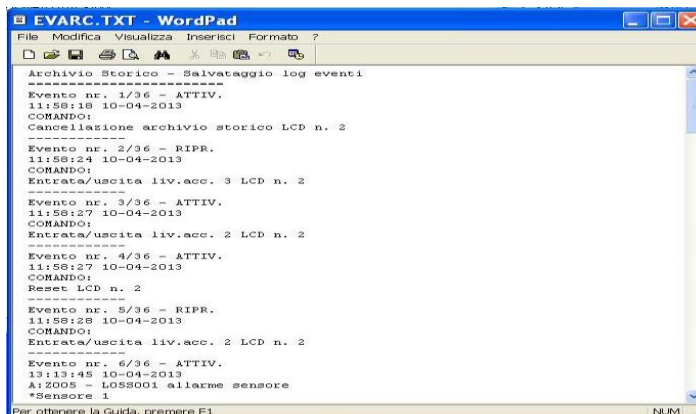 EVARC.TXT - WordPad
File Modifica Visualizza Inserisci Formato ?
Archivio Storico - Salvataggio log eventi
--------------------------
Evento nr. 1/36 - ATTIV.
11:58:18 10-04-2013
COMANDO:
Cancellazione archivio storico LCD n. 2
-------------
Evento nr. 2/36 - RIPR.
11:58:24 10-04-2013
COMANDO:
Entrata/uscita liv.acc. 3 LCD n. 2
-------------
Evento nr. 3/36 - ATTIV.
11:58:27 10-04-2013
COMANDO:
Entrata/uscita liv.acc. 2 LCD n. 2
-------------
Evento nr. 4/36 - ATTIV.
11:58:27 10-04-2013
COMANDO:
Reset LCD n. 2
-------------
Evento nr. 5/36 - RIPR.
11:58:28 10-04-2013
COMANDO:
Entrata/uscita liv.acc. 2 LCD n. 2
-------------
Evento nr. 6/36 - ATTIV.
13:13:45 10-04-2013
A:Z005 - L05S001 allarme sensore
*Sensore 1
Per ottenere la Guida, premere F1
NUM